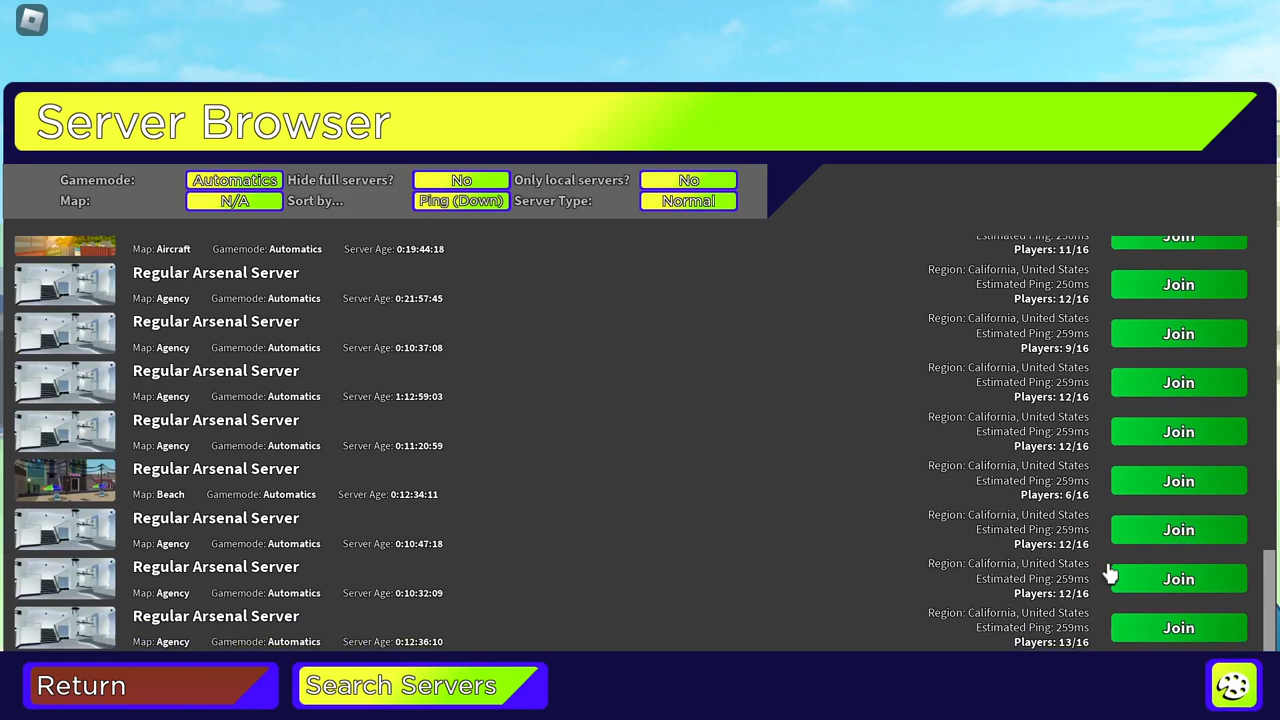 Server Browser
Gamemode: Automatics Hide full servers? No Only local servers? No
Map: N/A Sort by... Ping (Down) Server Type: Normal
Estimated Ping: 250ms Join
Map: Aircraft Gamemode: Automatics Server Age: 0:19:44:18 Players: 11/16
Regular Arsenal Server Region: California, United States
Estimated Ping: 250ms Join
Map: Agency Gamemode: Automatics Server Age: 0:21:57:45 Players: 12/16
Regular Arsenal Server Region: California, United States
Estimated Ping: 259ms Join
Map: Agency Gamemode: Automatics Server Age: 0:10:37:08 Players: 9/16
Regular Arsenal Server Region: California, United States
Estimated Ping: 259ms Join
Map: Agency Gamemode: Automatics Server Age: 1:12:59:03 Players: 12/16
Regular Arsenal Server Region: California, United States
Estimated Ping: 259ms Join
Map: Agency Gamemode: Automatics Server Age: 0:11:20:59 Players: 12/16
Regular Arsenal Server Region: California, United States
Estimated Ping: 259ms Join
Map: Beach Gamemode: Automatics Server Age: 0:12:34:11 Players: 6/16
Regular Arsenal Server Region: California, United States
Estimated Ping: 259ms Join
Map: Agency Gamemode: Automatics Server Age: 0:10:47:18 Players: 12/16
Regular Arsenal Server Region: California, United States
Estimated Ping: 259ms Join
Map: Agency Gamemode: Automatics Server Age: 0:10:32:09 Players: 12/16
Regular Arsenal Server Region: California, United States
Estimated Ping: 259ms Join
Map: Agency Gamemode: Automatics Server Age: 0:12:36:10 Players: 13/16
Return Search Servers